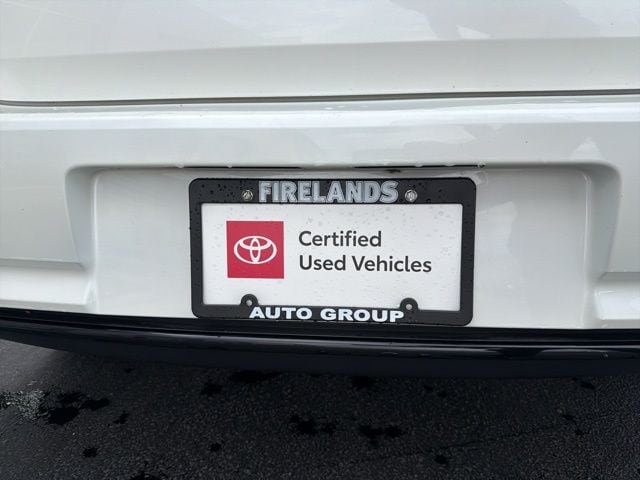 FIRELANDS
Certified
Used Vehicles
AUTO GROUP